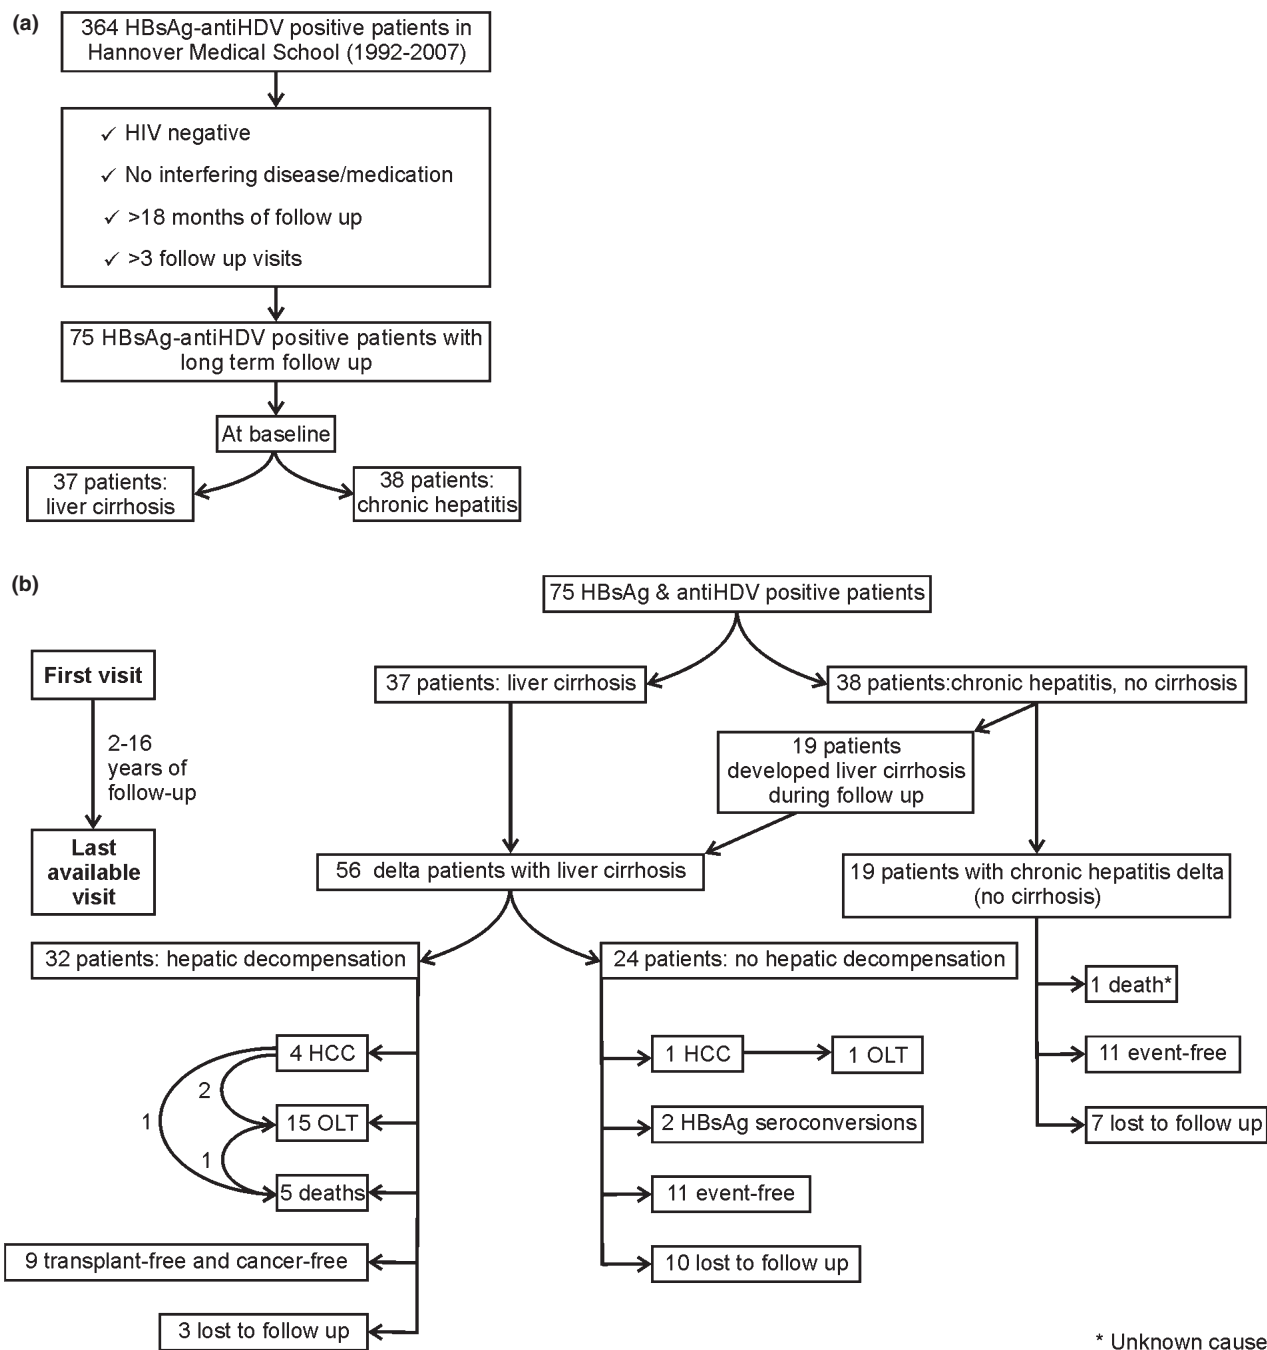 (a)
364 HBsAg-antiHDV positive patients in
Hannover Medical School (1992-2007)
✓ HIV negative
✓ No interfering disease/medication
✓ >18 months of follow up
✓ >3 follow up visits
75 HBsAg-antiHDV positive patients with
long term follow up
At baseline
37 patients:
liver cirrhosis
38 patients:
chronic hepatitis
(b)
75 HBsAg & antiHDV positive patients
First visit
2-16
years of
follow-up
Last
available
visit
37 patients: liver cirrhosis
38 patients:chronic hepatitis, no cirrhosis
19 patients
developed liver cirrhosis
during follow up
56 delta patients with liver cirrhosis
19 patients with chronic hepatitis delta
(no cirrhosis)
32 patients: hepatic decompensation
4 HCC
2
1
15 OLT
1
5 deaths
9 transplant-free and cancer-free
3 lost to follow up
24 patients: no hepatic decompensation
1 HCC
1 OLT
2 HBsAg seroconversions
11 event-free
10 lost to follow up
1 death*
11 event-free
7 lost to follow up
* Unknown cause